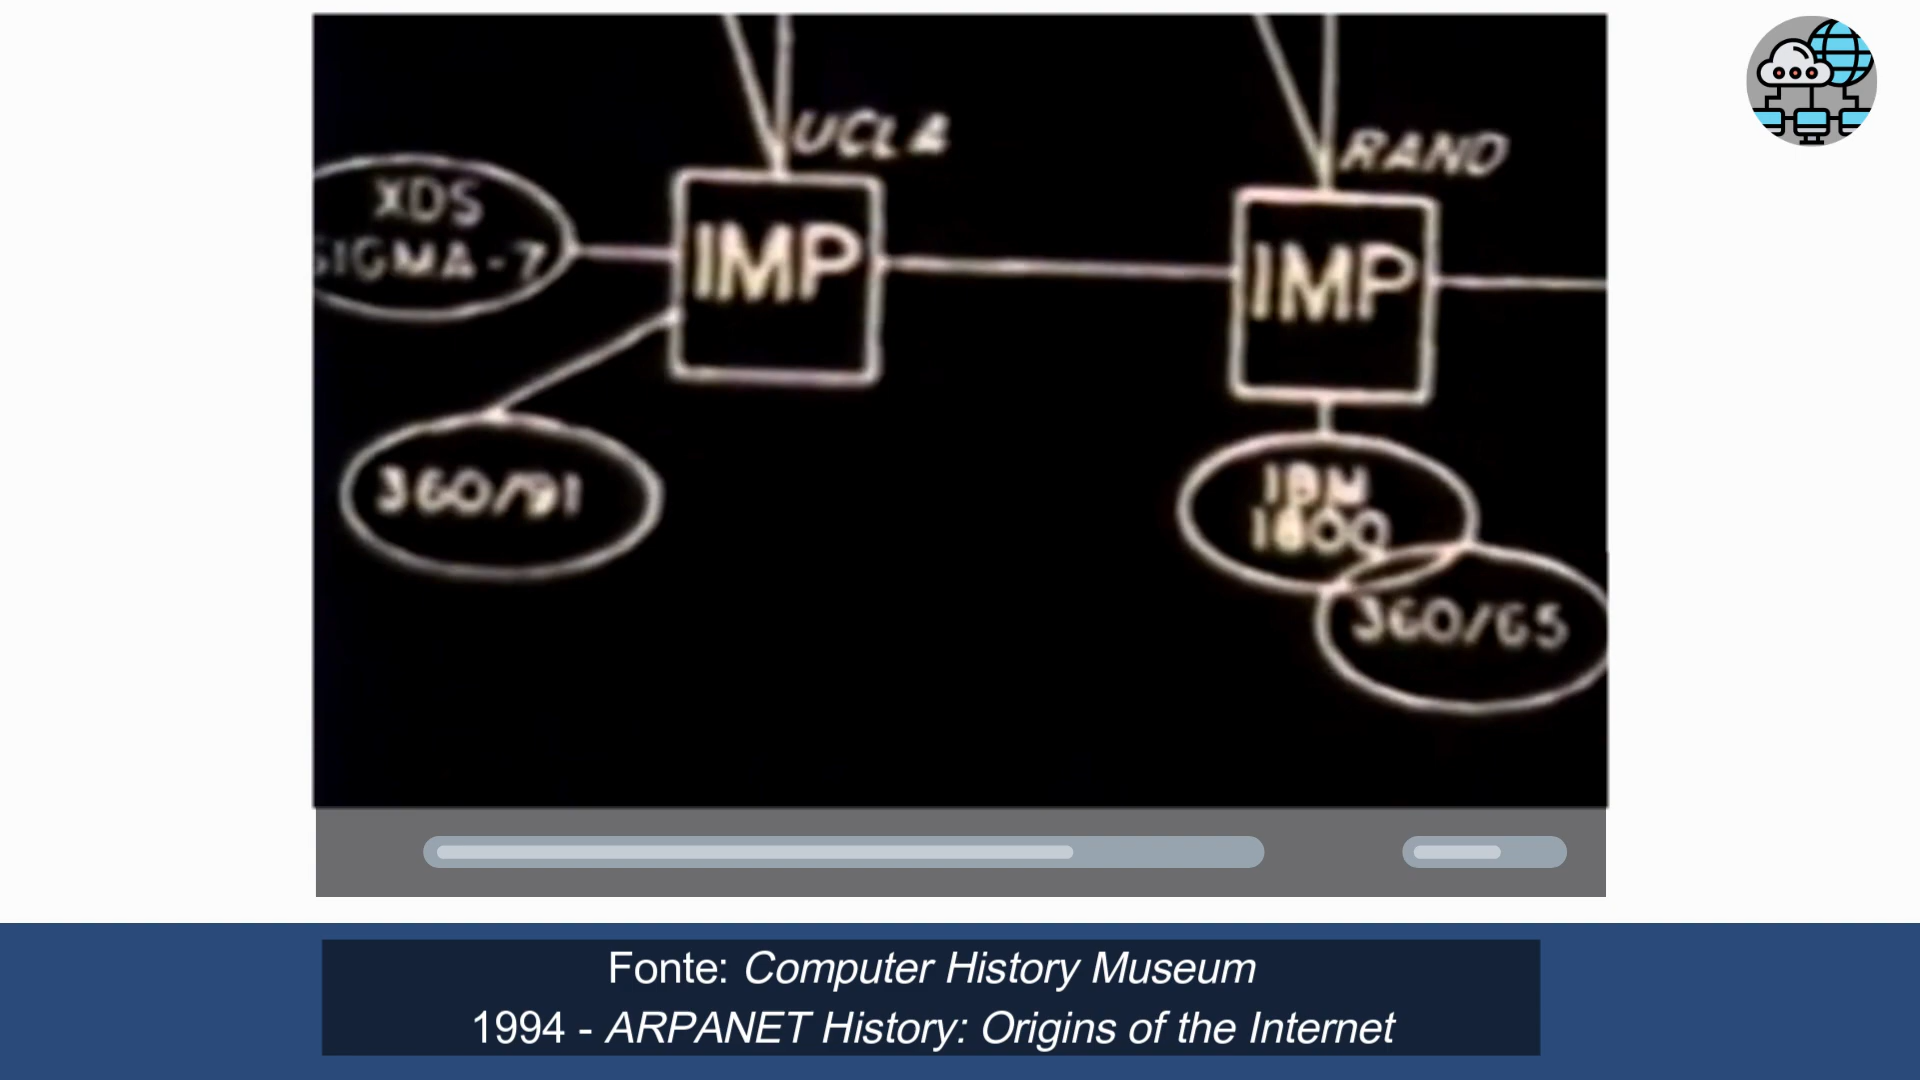 UCLA
RAND
XDS
SIGMA-7
IMP
IMP
360/91
IBM
1800
360/65
Fonte: Computer History Museum
1994 - ARPANET History: Origins of the Internet